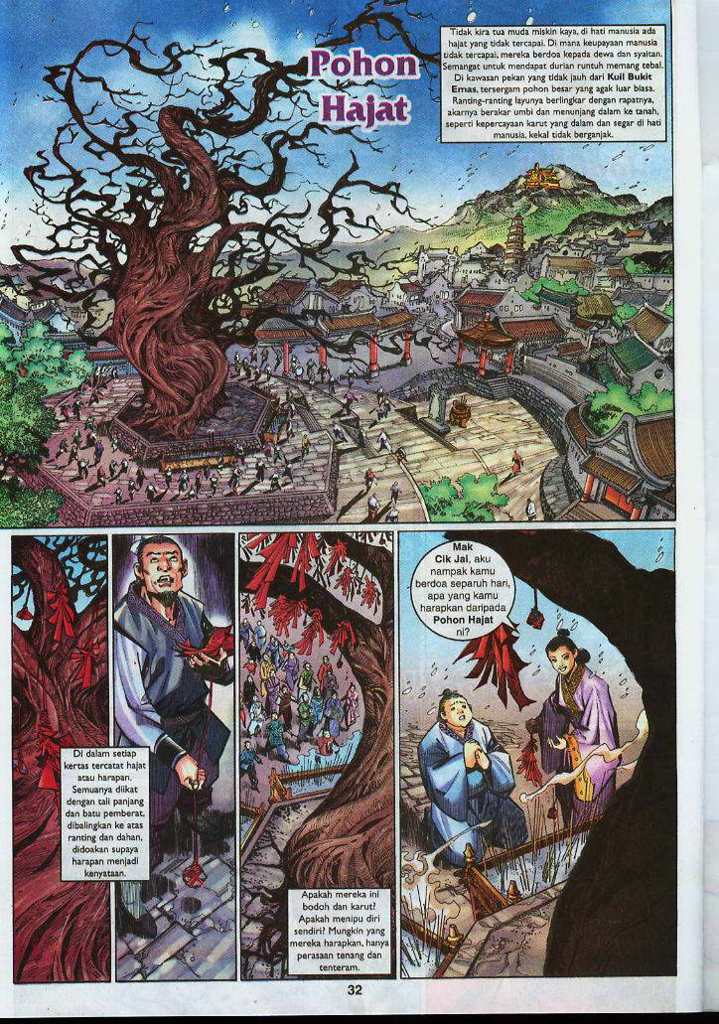 Pohon
Hajat
Tidak kira tua muda miskin kaya, di hati manusia ada
hajat yang tidak tercapai. Di mana keupayaan manusia
tidak tercapai, mereka berdoa kepada dewa dan syaitan.
Semangat untuk mendapat durian runtuh memang tebal.
Di kawasan pekan yang tidak jauh dari Kuil Bukit
Emas, tersergam pohon besar yang agak luar biasa.
Ranting-ranting layunya berlingkar dengan rapatnya,
akarnya berakar umbi dan menunjang dalam ke tanah,
seperti kepercayaan karut yang dalam dan segar di hati
manusia, kekal tidak berganjak.
Di dalam setiap
kertas tercatat hajat
atau harapan.
Semuanya diikat
dengan tali panjang
dan batu pemberat,
dibalingkan ke atas
ranting dan dahan,
didoakan supaya
harapan menjadi
kenyataan.
Apakah mereka ini
bodoh dan karut?
Apakah menipu diri
sendiri? Mungkin yang
mereka harapkan, hanya
perasaan tenang dan
tenteram.
Mak
Cik Jai, aku
nampak kamu
berdoa separuh hari,
apa yang kamu
harapkan daripada
Pohon Hajat
ni?
32